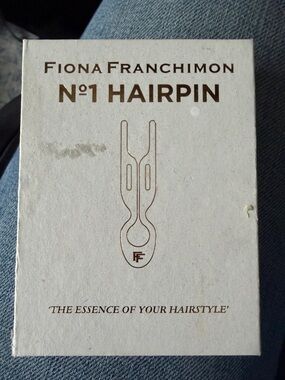 FIONA FRANCHIMON
Nº1 HAIRPIN
FF
'THE ESSENCE OF YOUR HAIRSTYLE'